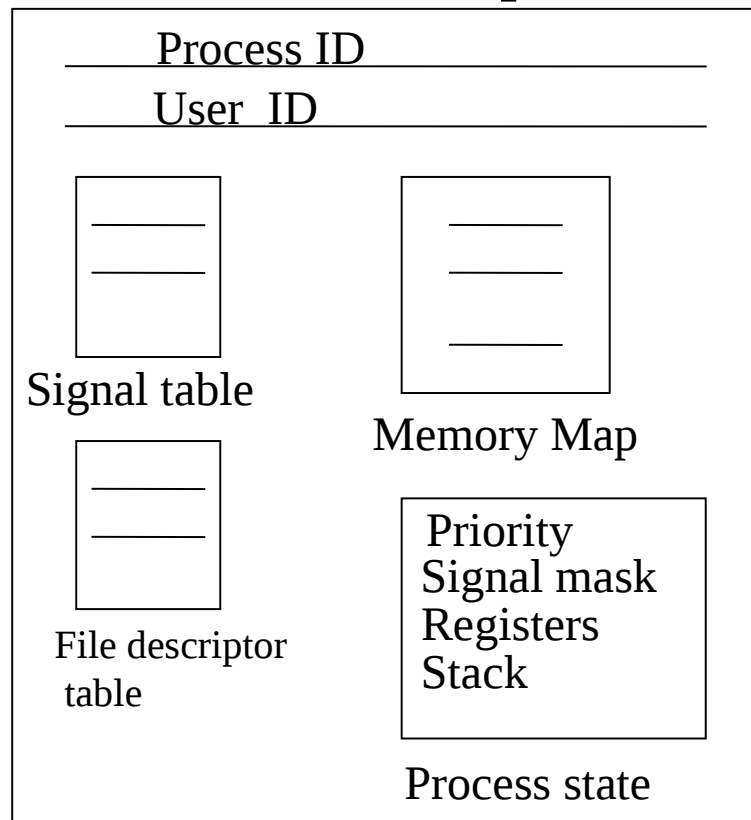 Process ID
User ID
Signal table
Memory Map
File descriptor
table
Priority
Signal mask
Registers
Stack
Process state